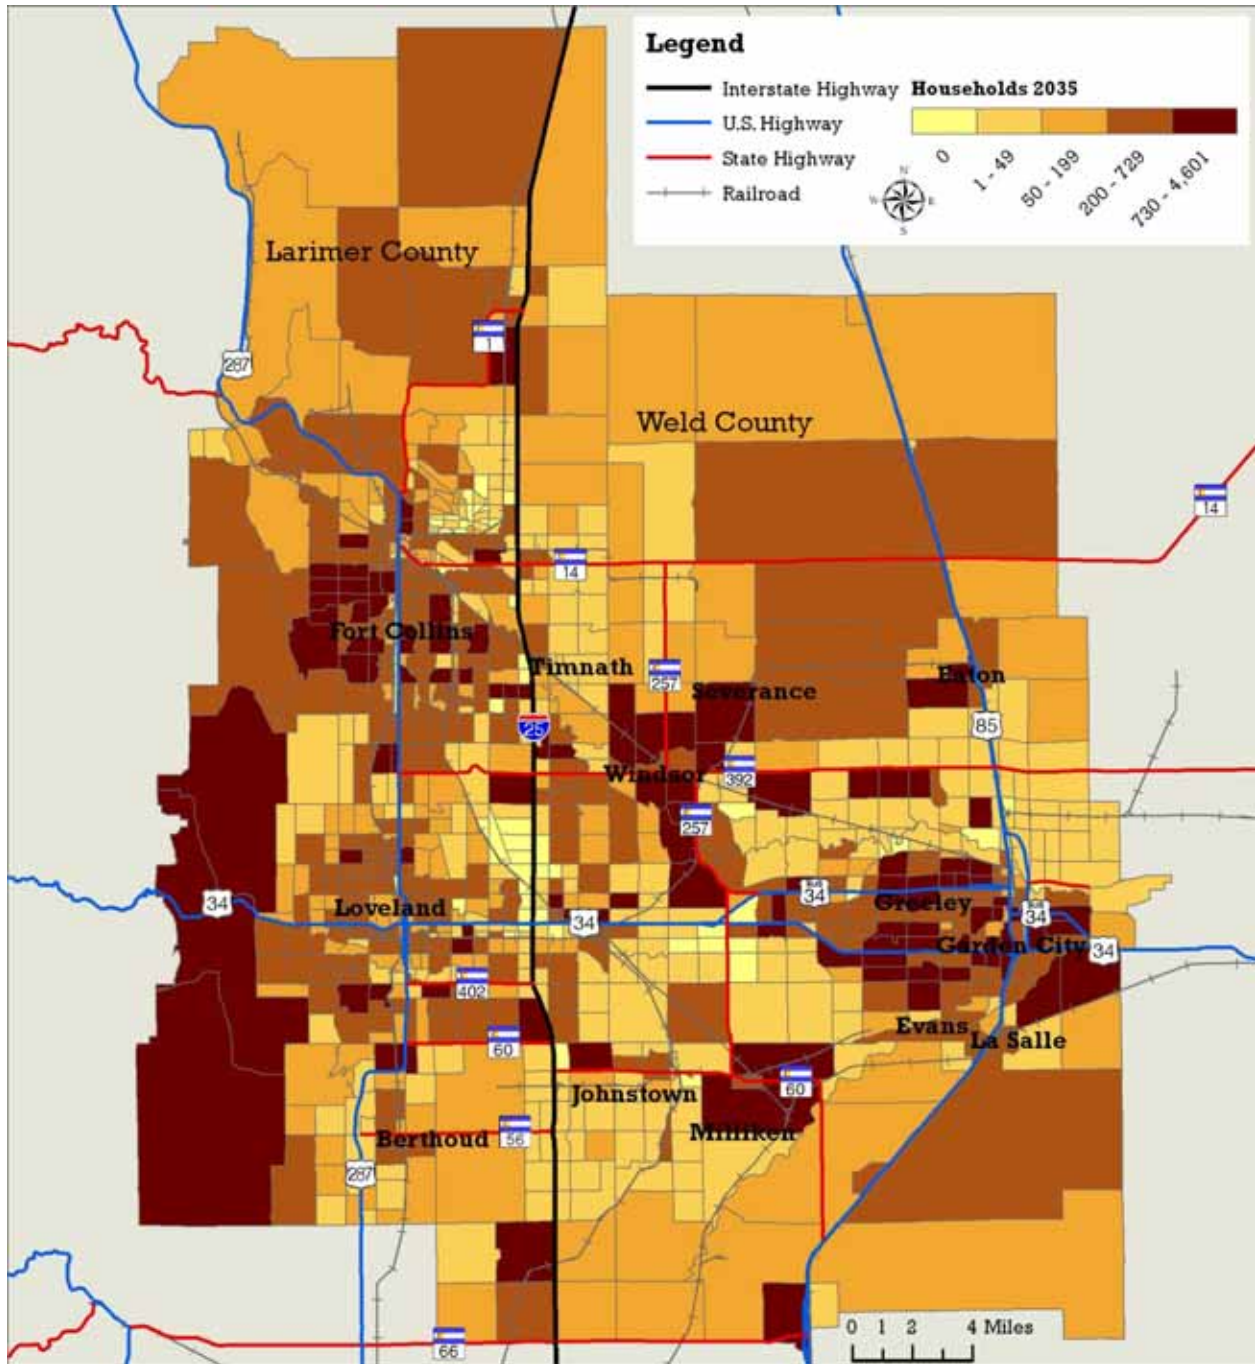 Legend
Interstate Highway
U.S. Highway
State Highway
Railroad
Households 2035
0
1 - 49
50 - 199
200 - 729
730 - 4,601
N
W
E
S
Larimer County
1
287
Weld County
14
14
Fort Collins
Timnath
257
Severance
Eaton
25
85
Windsor
392
257
34
Loveland
34
BUS
34
Greeley
BUS
34
Garden City
34
402
Evans
La Salle
60
60
Johnstown
Milliken
Berthoud
56
287
66
0 1 2 4 Miles